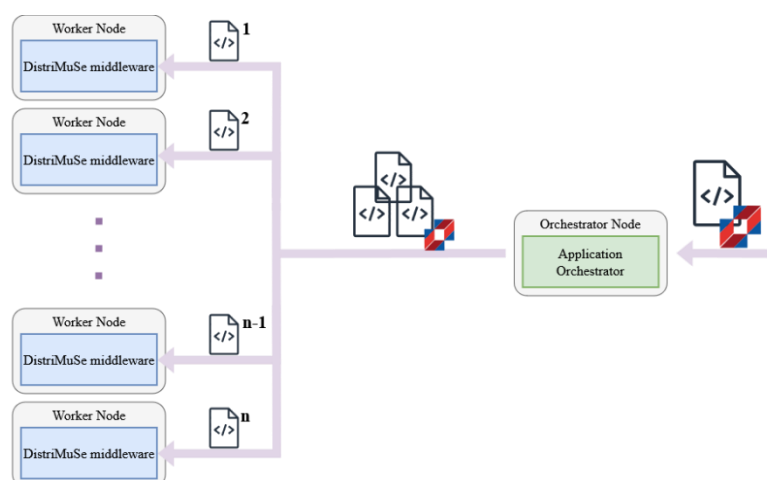 Worker Node
DistriMuSe middleware
</> 1
Worker Node
DistriMuSe middleware
</> 2
</>
</> </>
</>
Orchestrator Node
Application
Orchestrator
Worker Node
DistriMuSe middleware
</> n-1
Worker Node
DistriMuSe middleware
</> n